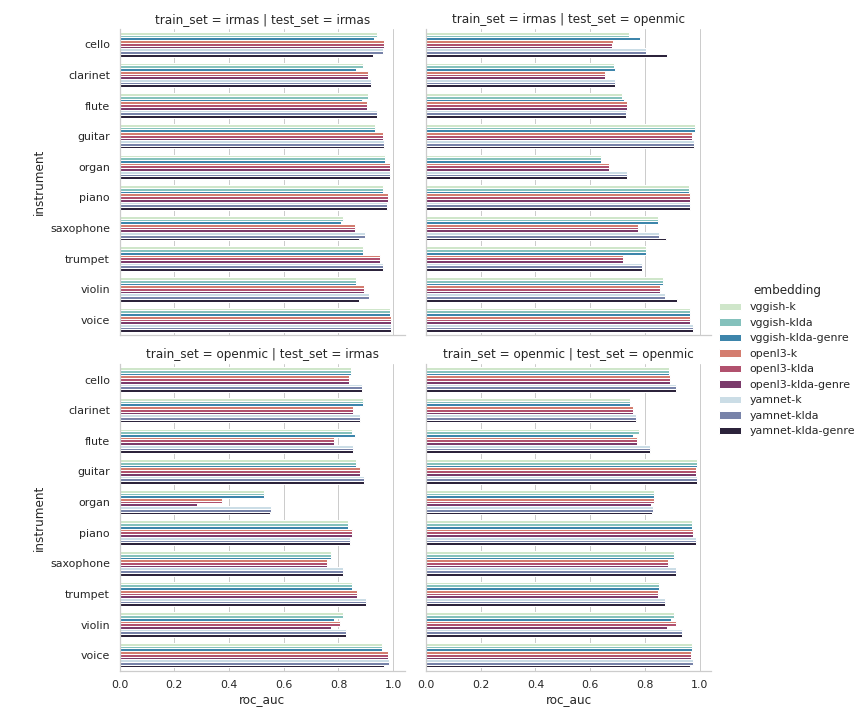 train_set = irmas | test_set = irmas
train_set = irmas | test_set = openmic
cello
clarinet
flute
guitar
organ
piano
saxophone
trumpet
violin
voice
instrument
train_set = openmic | test_set = irmas
train_set = openmic | test_set = openmic
cello
clarinet
flute
guitar
organ
piano
saxophone
trumpet
violin
voice
instrument
0.0 0.2 0.4 0.6 0.8 1.0
0.0 0.2 0.4 0.6 0.8 1.0
roc_auc
roc_auc
embedding
vggish-k
vggish-klda
vggish-klda-genre
openl3-k
openl3-klda
openl3-klda-genre
yamnet-k
yamnet-klda
yamnet-klda-genre